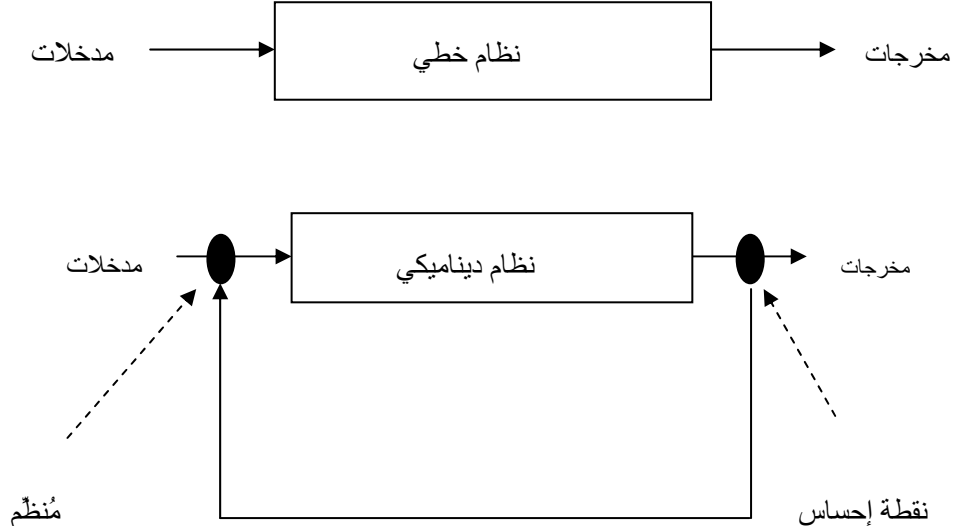 مدخلات
نظام خطي
مخرجات
مدخلات
نظام ديناميكي
مخرجات
مُنظِّم
نقطة إحساس